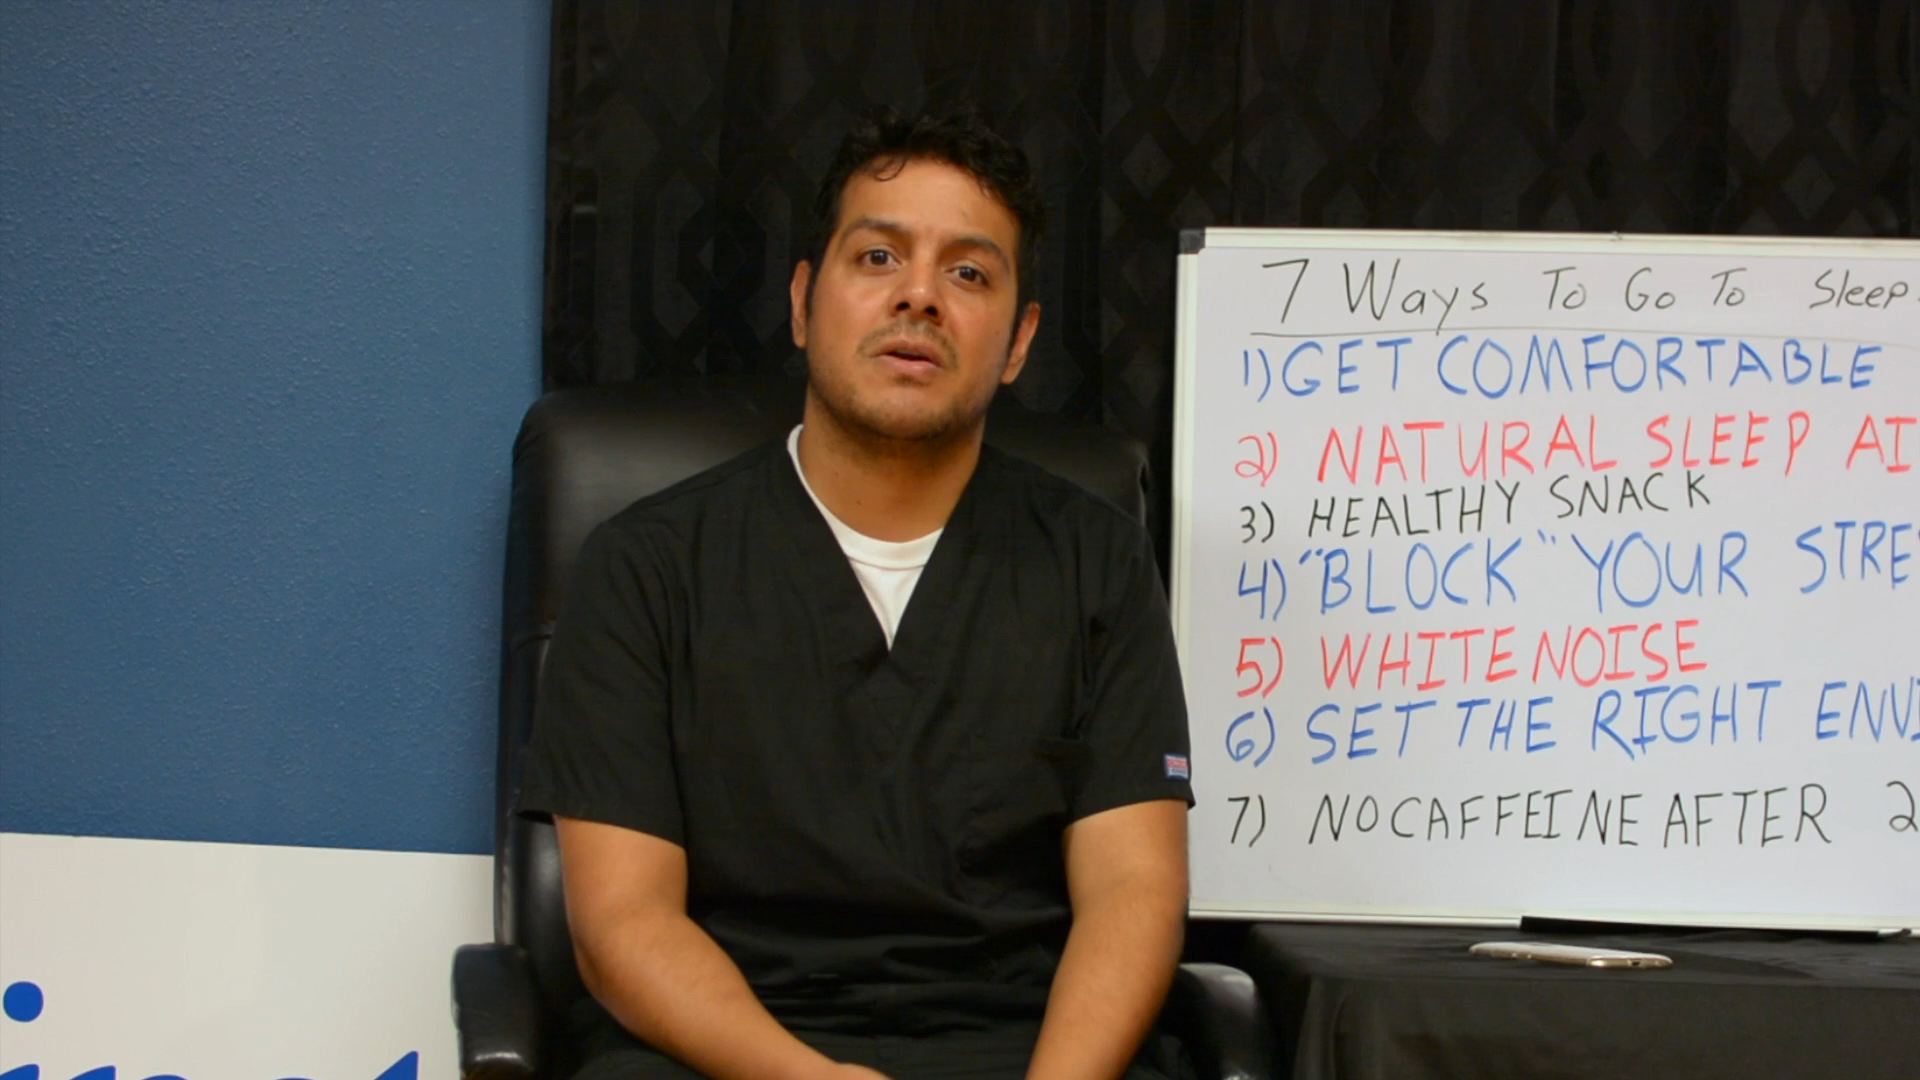 7 Ways To Go To Sleep
1) GET COMFORTABLE
2) NATURAL SLEEP AI
3) HEALTHY SNACK
4) "BLOCK" YOUR STRE
5) WHITE NOISE
6) SET THE RIGHT ENVI
7) NO CAFFEINE AFTER 2